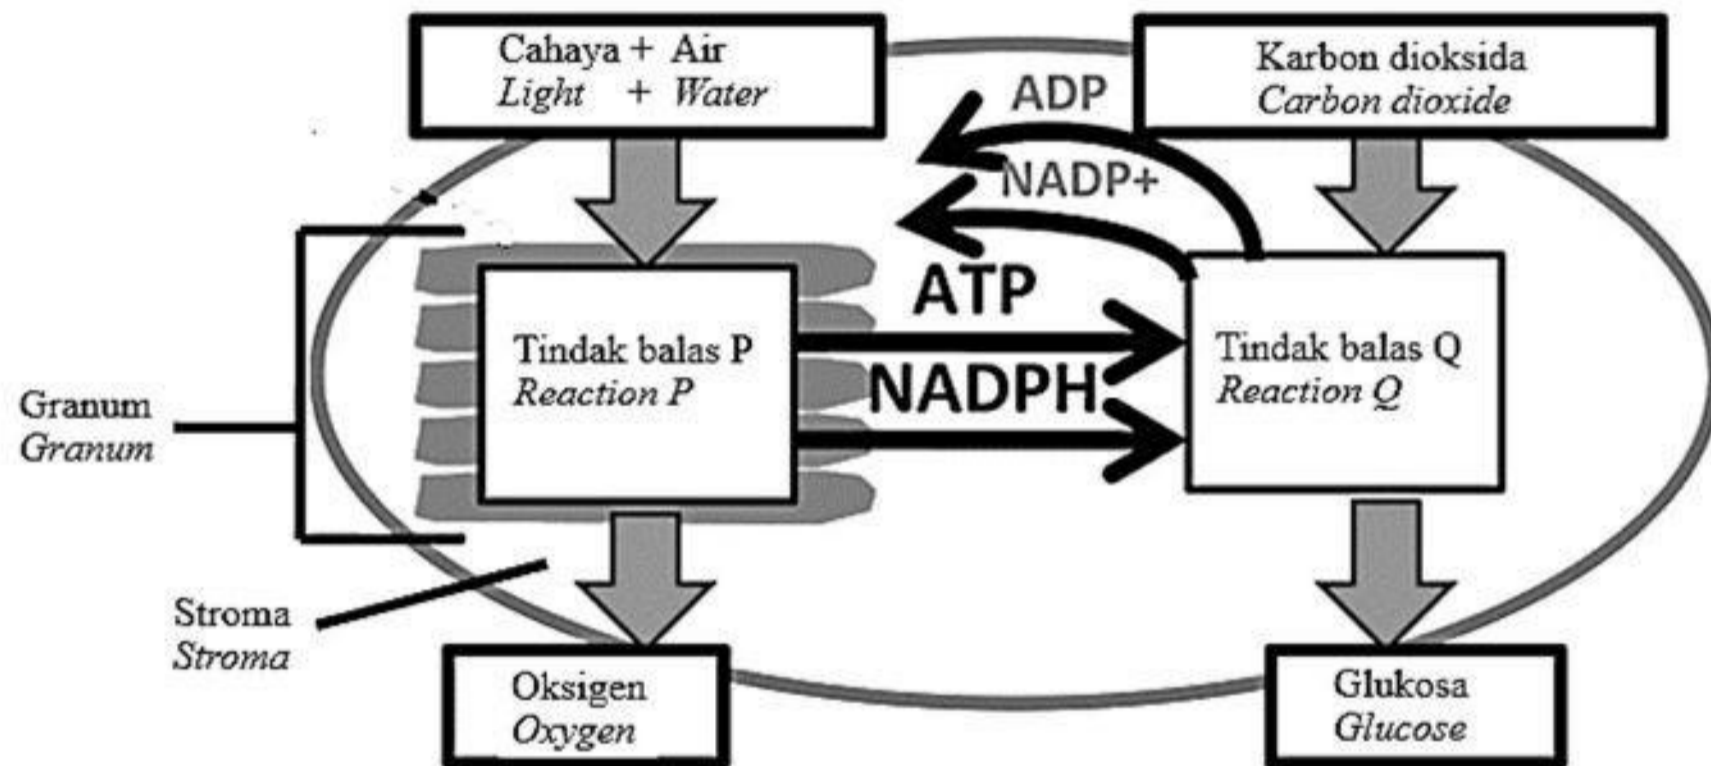 Cahaya + Air
Light + Water
Karbon dioksida
Carbon dioxide
ADP
NADP+
ATP
NADPH
Tindak balas P
Reaction P
Tindak balas Q
Reaction Q
Granum
Granum
Stroma
Stroma
Oksigen
Oxygen
Glukosa
Glucose